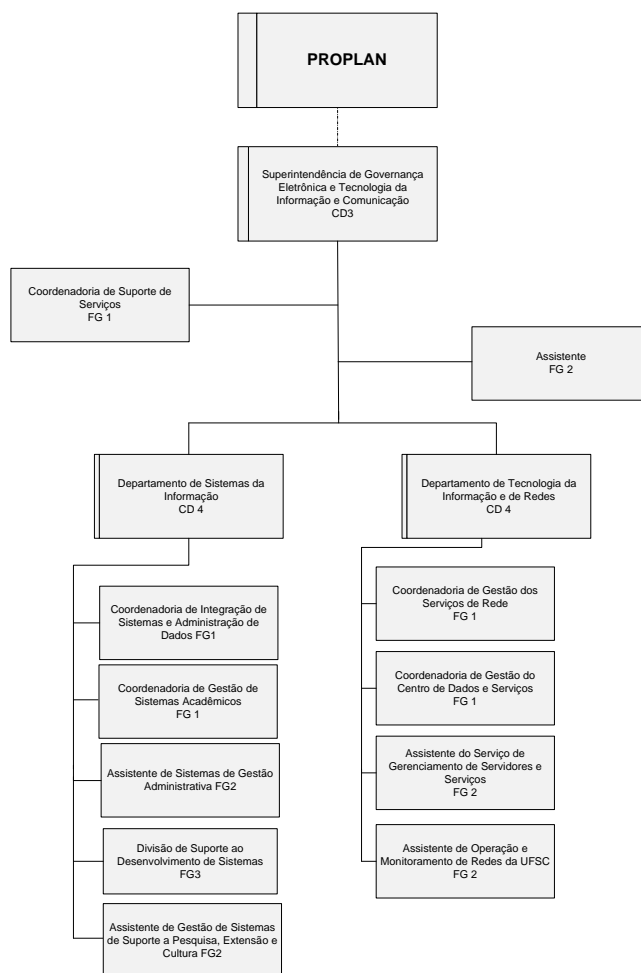 PROPLAN
Superintendência de Governança
Eletrônica e Tecnologia da
Informação e Comunicação
CD3
Coordenadoria de Suporte de
Serviços
FG 1
Assistente
FG 2
Departamento de Sistemas da
Informação
CD 4
Coordenadoria de Integração de
Sistemas e Administração de
Dados FG1
Coordenadoria de Gestão de
Sistemas Acadêmicos
FG 1
Assistente de Sistemas de Gestão
Administrativa FG2
Divisão de Suporte ao
Desenvolvimento de Sistemas
FG3
Assistente de Gestão de Sistemas
de Suporte a Pesquisa, Extensão e
Cultura FG2
Departamento de Tecnologia da
Informação e de Redes
CD 4
Coordenadoria de Gestão dos
Serviços de Rede
FG 1
Coordenadoria de Gestão do
Centro de Dados e Serviços
FG 1
Assistente do Serviço de
Gerenciamento de Servidores e
Serviços
FG 2
Assistente de Operação e
Monitoramento de Redes da UFSC
FG 2